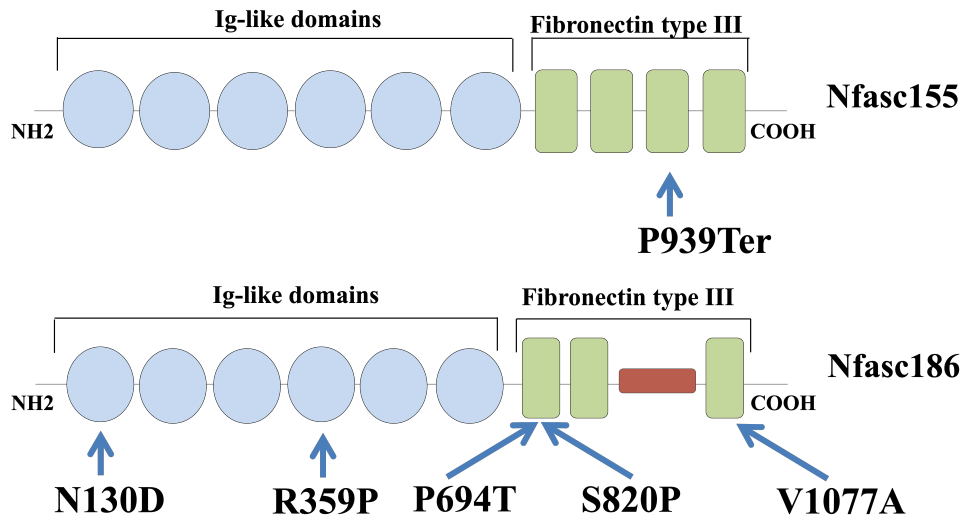 Ig-like domains
Fibronectin type III
Nfasc155
NH2
COOH
P939Ter
Ig-like domains
Fibronectin type III
Nfasc186
NH2
COOH
N130D
R359P
P694T
S820P
V1077A